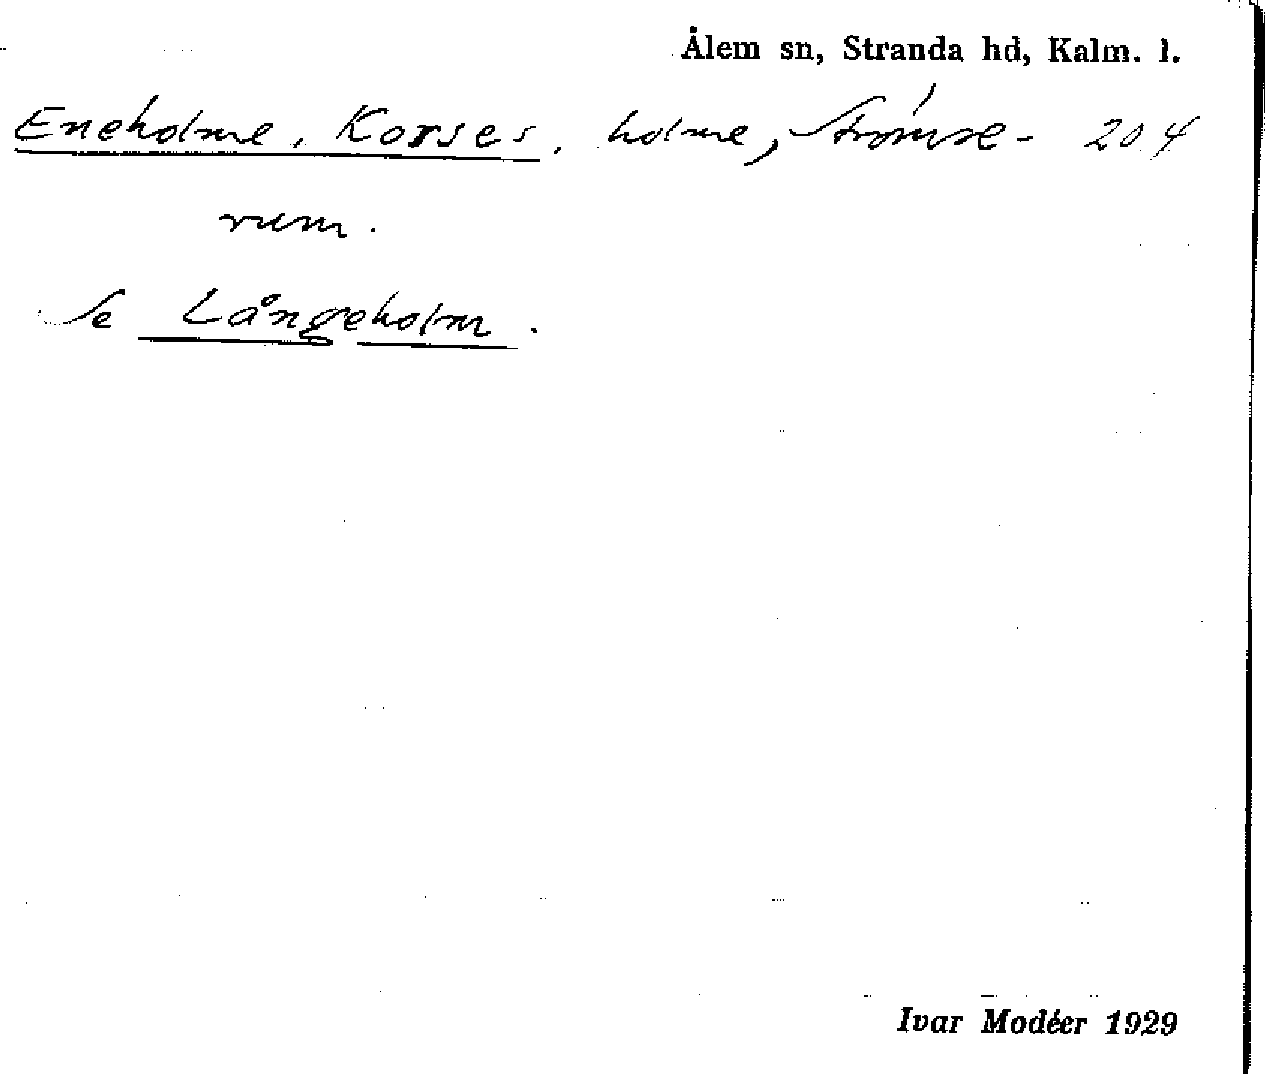 Ålem sn, Stranda hd, Kalm. l.
Eneholme, Korses, holme, Strömse- 204
rum.
Se Långeholm.
Ivar Modéer 1929